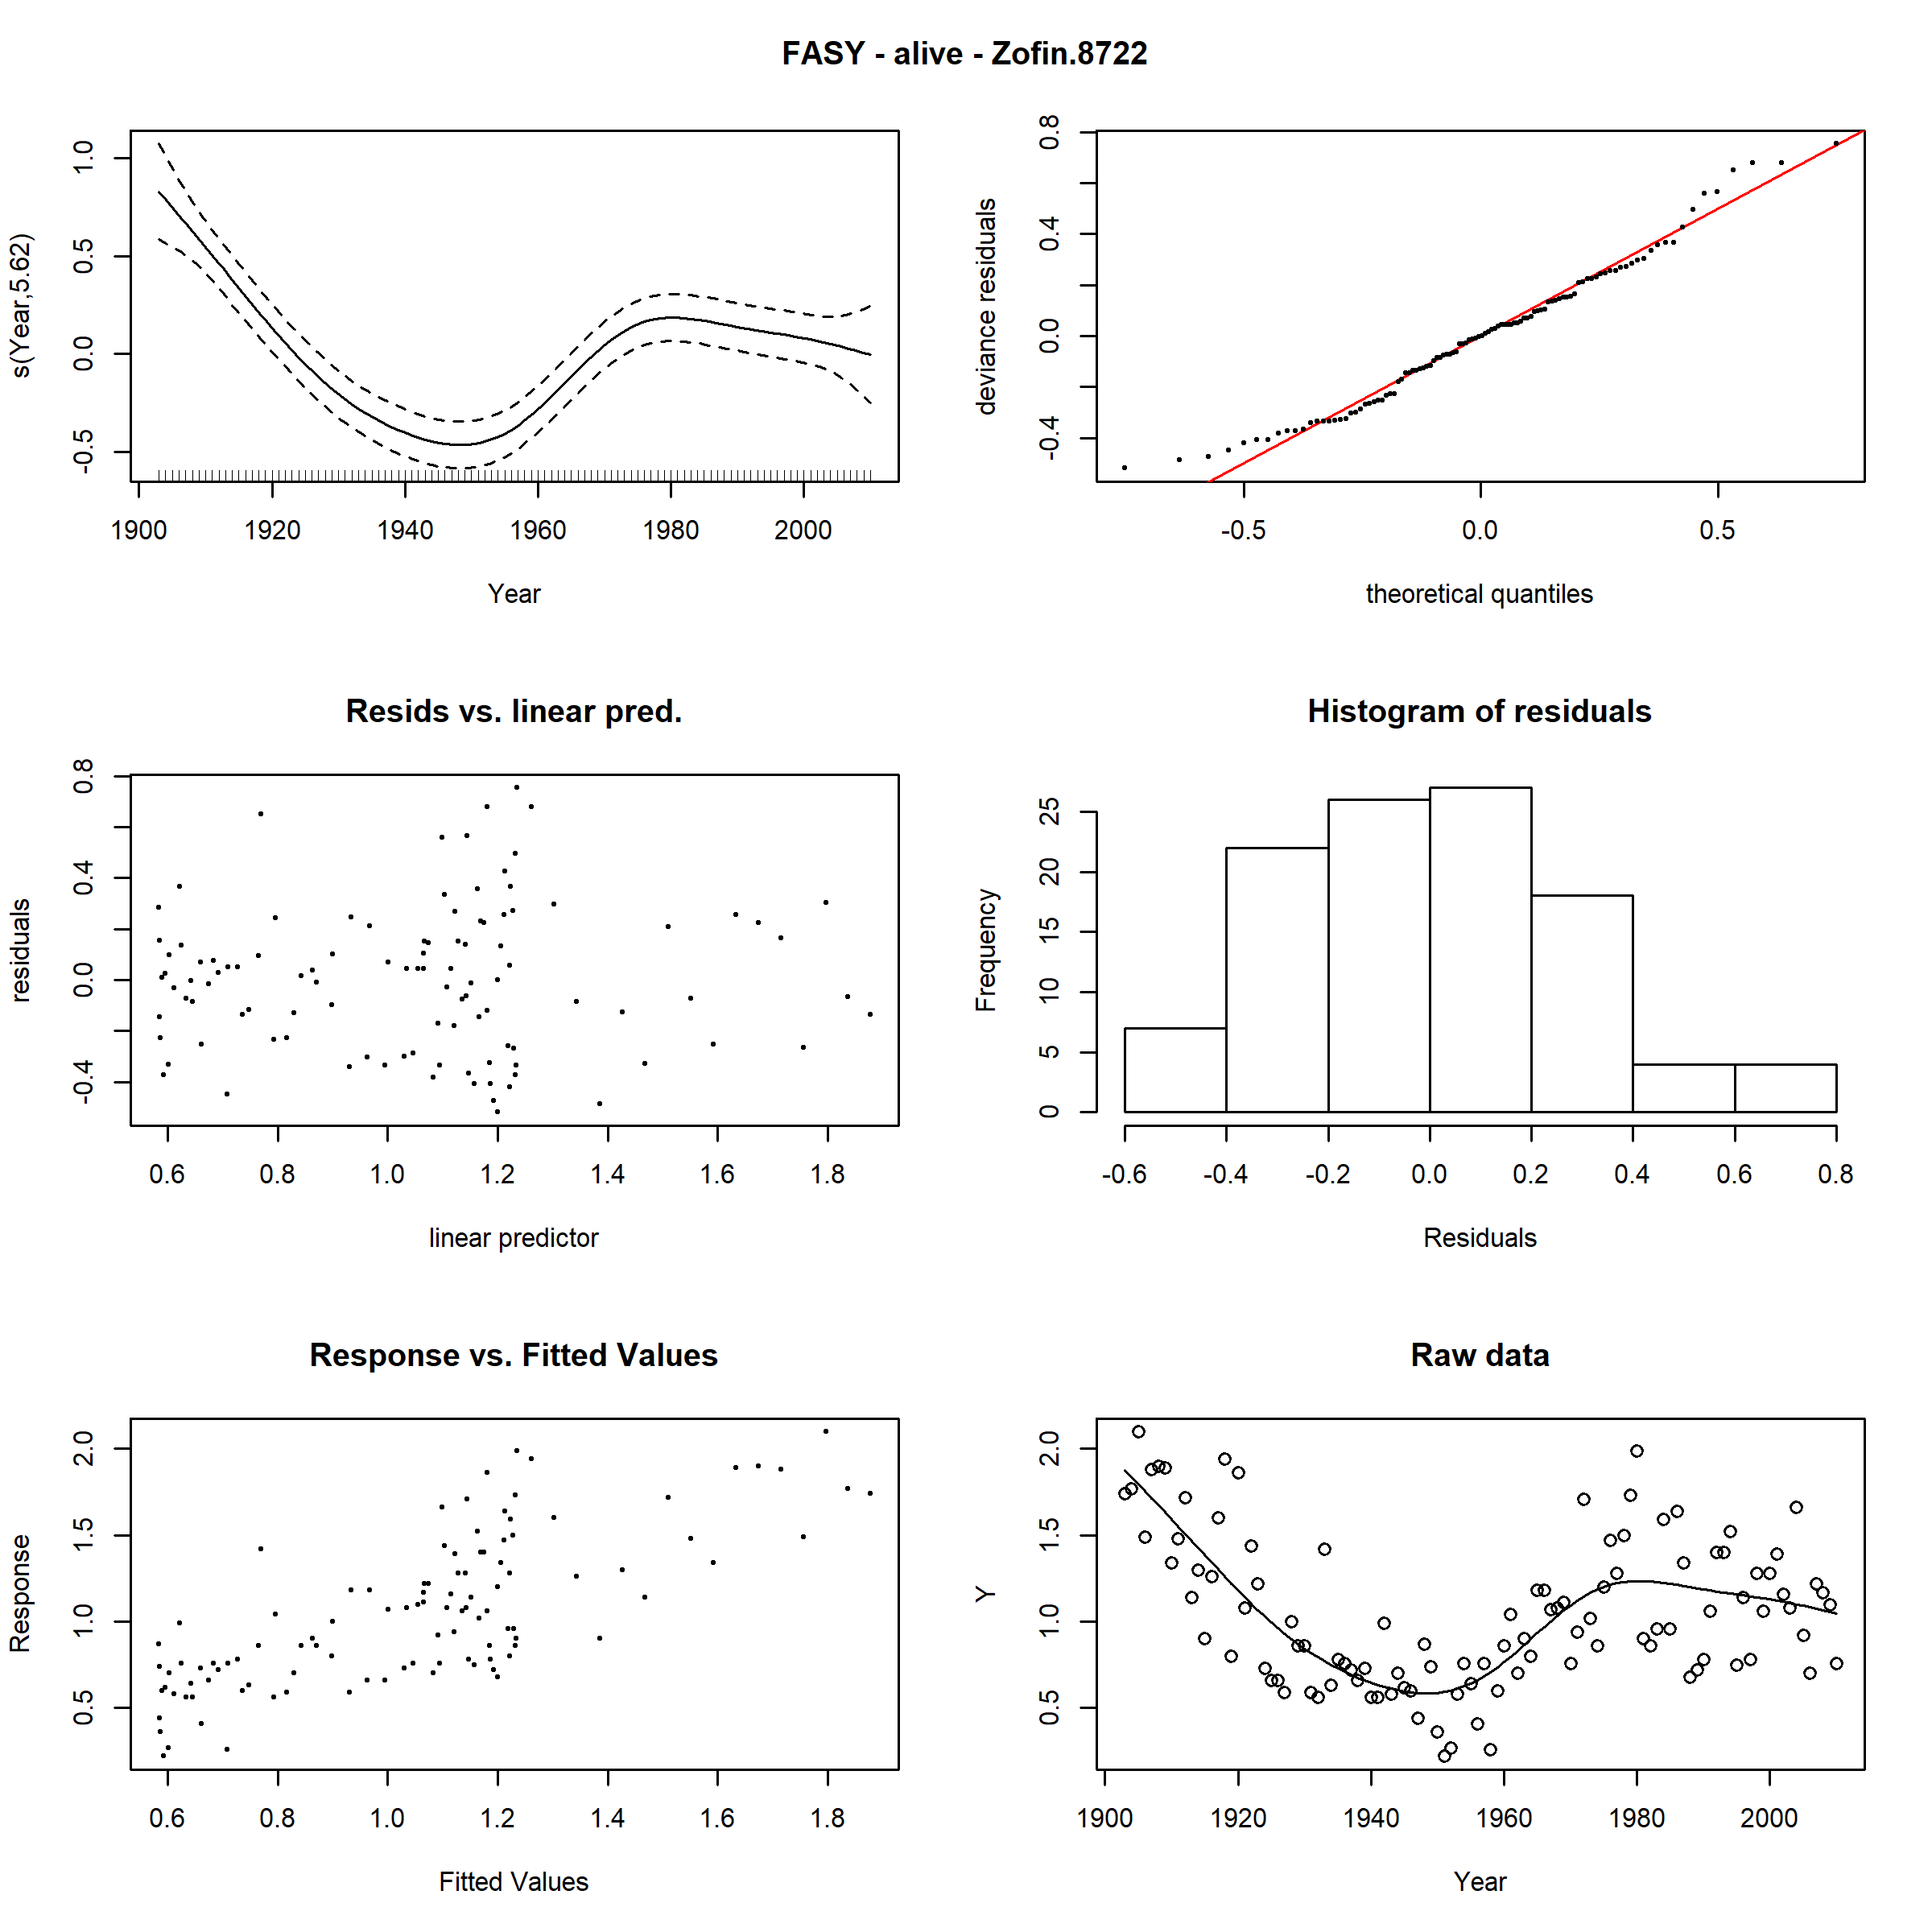 FASY - alive - Zofin.8722
s(Year,5.62)
-0.5 0.0 0.5 1.0
1900 1920 1940 1960 1980 2000
Year
deviance residuals
-0.4 0.0 0.4 0.8
-0.5 0.0 0.5
theoretical quantiles
Resids vs. linear pred.
residuals
-0.4 0.0 0.4 0.8
0.6 0.8 1.0 1.2 1.4 1.6 1.8
linear predictor
Histogram of residuals
Frequency
0 5 10 15 20 25
-0.6 -0.4 -0.2 0.0 0.2 0.4 0.6 0.8
Residuals
Response vs. Fitted Values
Response
0.5 1.0 1.5 2.0
0.6 0.8 1.0 1.2 1.4 1.6 1.8
Fitted Values
Raw data
Y
0.5 1.0 1.5 2.0
1900 1920 1940 1960 1980 2000
Year